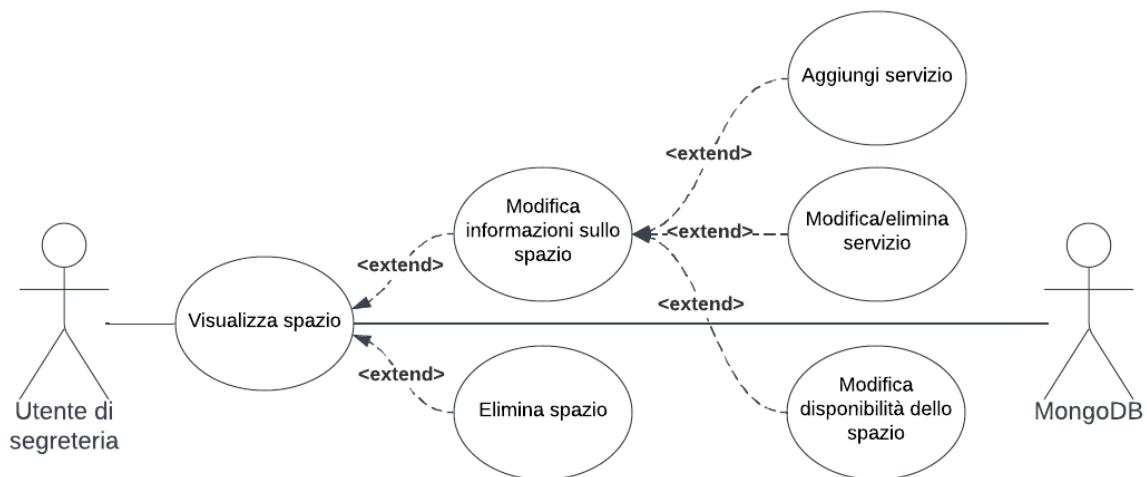 Aggiungi servizio
<extend>
Modifica
informazioni sullo
spazio
<extend>
Modifica/elimina
servizio
<extend>
<extend>
Visualizza spazio
<extend>
Elimina spazio
Modifica
disponibilità dello
spazio
Utente di
segreteria
MongoDB